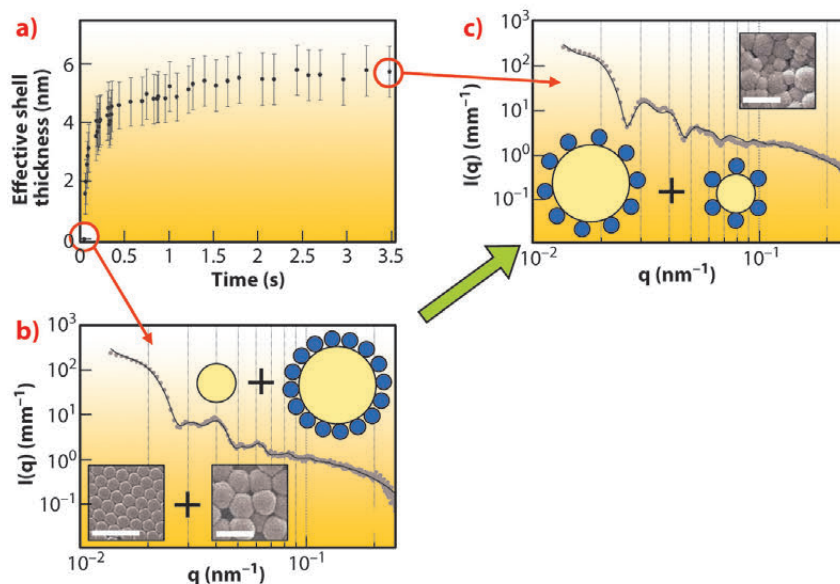 a)
Effective shell
thickness (nm)
6
4
2
0
0 0.5 1 1.5 2 2.5 3 3.5
Time (s)
c)
I(q) (mm⁻¹)
10³
10²
10¹
10⁰
10⁻¹
+
10⁻² 10⁻¹
q (nm⁻¹)
b)
I(q) (mm⁻¹)
10³
10²
10¹
10⁰
10⁻¹
+
+
10⁻² 10⁻¹
q (nm⁻¹)